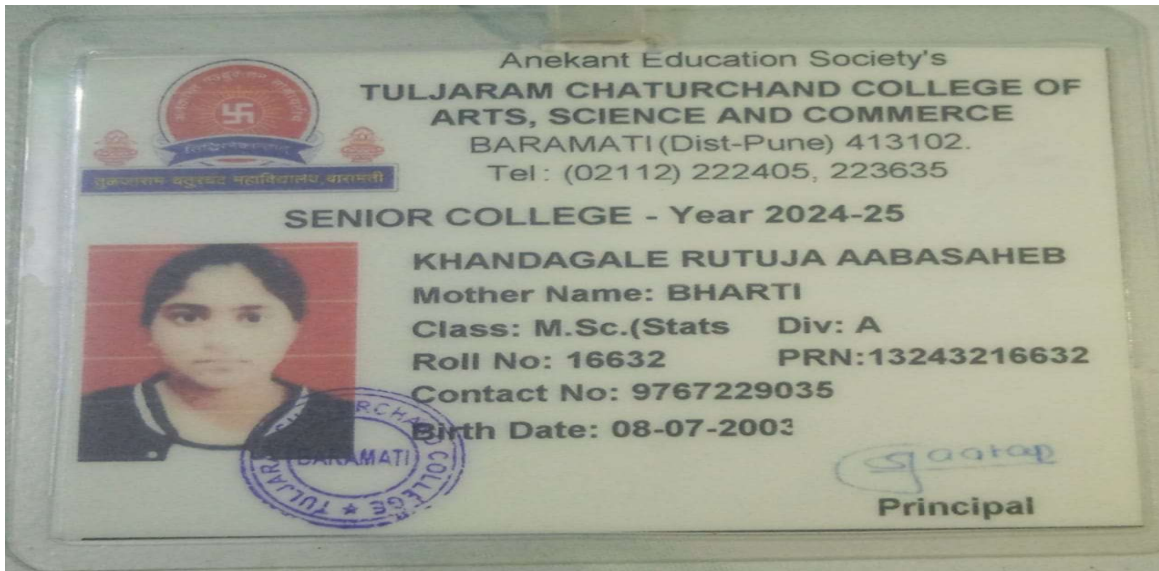 Anekant Education Society's
TULJARAM CHATURCHAND COLLEGE OF
ARTS, SCIENCE AND COMMERCE
BARAMATI (Dist-Pune) 413102.
Tel : (02112) 222405, 223635
तुळजाराम चतुरचंद महाविद्यालय, बारामती
SENIOR COLLEGE - Year 2024-25
KHANDAGALE RUTUJA AABASAHEB
Mother Name: BHARTI
Class: M.Sc.(Stats Div: A
Roll No: 16632 PRN:13243216632
Contact No: 9767229035
Birth Date: 08-07-2003
BARAMATI
COLLEGE
Principal